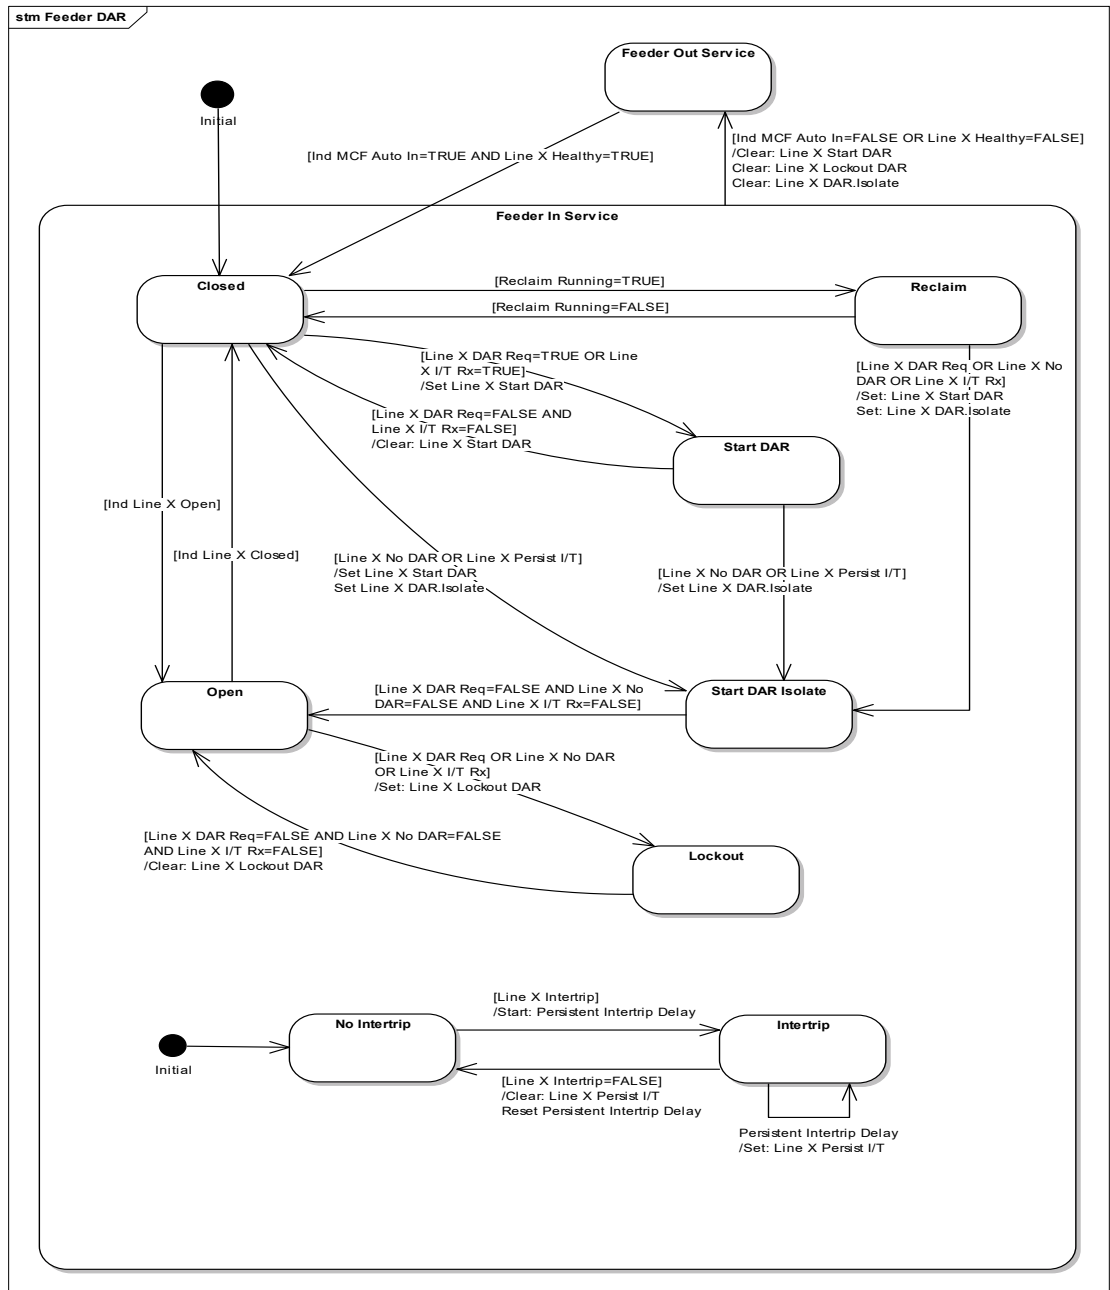 stm Feeder DAR
Feeder Out Service
Initial
[Ind MCF Auto In=FALSE OR Line X Healthy=FALSE]
/Clear: Line X Start DAR
Clear: Line X Lockout DAR
Clear: Line X DAR.Isolate
[Ind MCF Auto In=TRUE AND Line X Healthy=TRUE]
Feeder In Service
Closed
[Reclaim Running=TRUE]
Reclaim
[Reclaim Running=FALSE]
[Line X DAR Req=TRUE OR Line
X I/T Rx=TRUE]
/Set Line X Start DAR
[Line X DAR Req OR Line X No
DAR OR Line X I/T Rx]
/Set: Line X Start DAR
Set: Line X DAR.Isolate
[Line X DAR Req=FALSE AND
Line X I/T Rx=FALSE]
/Clear: Line X Start DAR
Start DAR
[Ind Line X Open]
[Ind Line X Closed]
[Line X No DAR OR Line X Persist I/T]
/Set Line X Start DAR
Set Line X DAR.Isolate
[Line X No DAR OR Line X Persist I/T]
/Set Line X DAR.Isolate
Open
[Line X DAR Req=FALSE AND Line X No
DAR=FALSE AND Line X I/T Rx=FALSE]
Start DAR Isolate
[Line X DAR Req OR Line X No DAR
OR Line X I/T Rx]
/Set: Line X Lockout DAR
[Line X DAR Req=FALSE AND Line X No DAR=FALSE
AND Line X I/T Rx=FALSE]
/Clear: Line X Lockout DAR
Lockout
[Line X Intertrip]
/Start: Persistent Intertrip Delay
No Intertrip
Intertrip
Initial
[Line X Intertrip=FALSE]
/Clear: Line X Persist I/T
Reset Persistent Intertrip Delay
Persistent Intertrip Delay
/Set: Line X Persist I/T